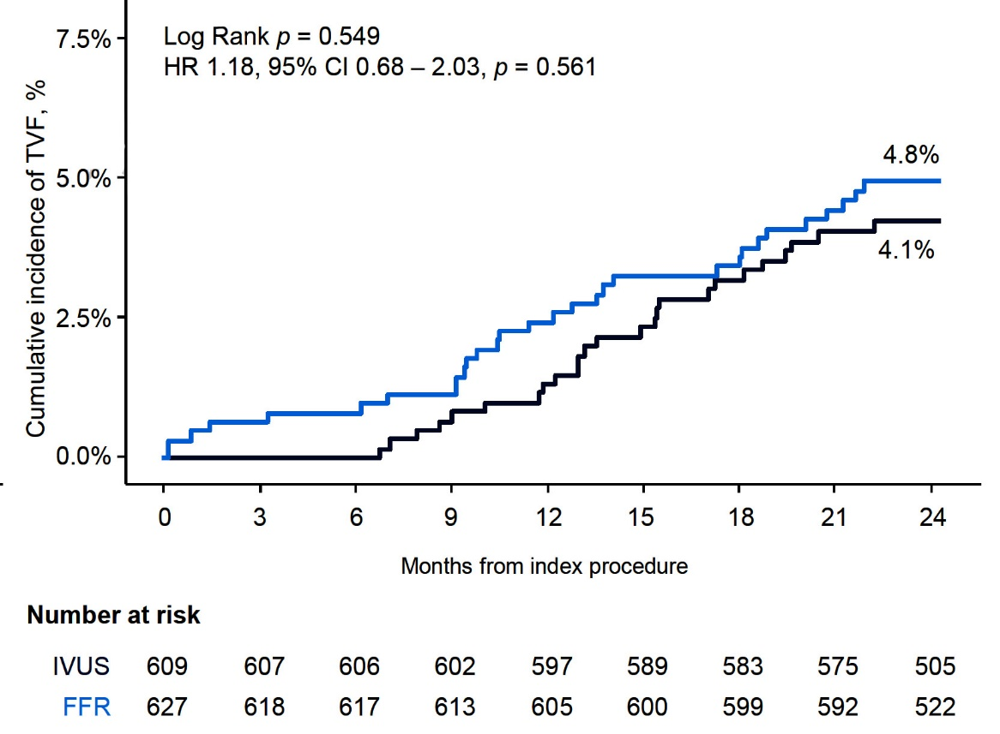 7.5%
Log Rank p = 0.549
HR 1.18, 95% CI 0.68 – 2.03, p = 0.561
Cumulative incidence of TVF, %
4.8%
5.0%
4.1%
2.5%
0.0%
0 3 6 9 12 15 18 21 24
Months from index procedure
Number at risk
IVUS 609 607 606 602 597 589 583 575 505
FFR 627 618 617 613 605 600 599 592 522